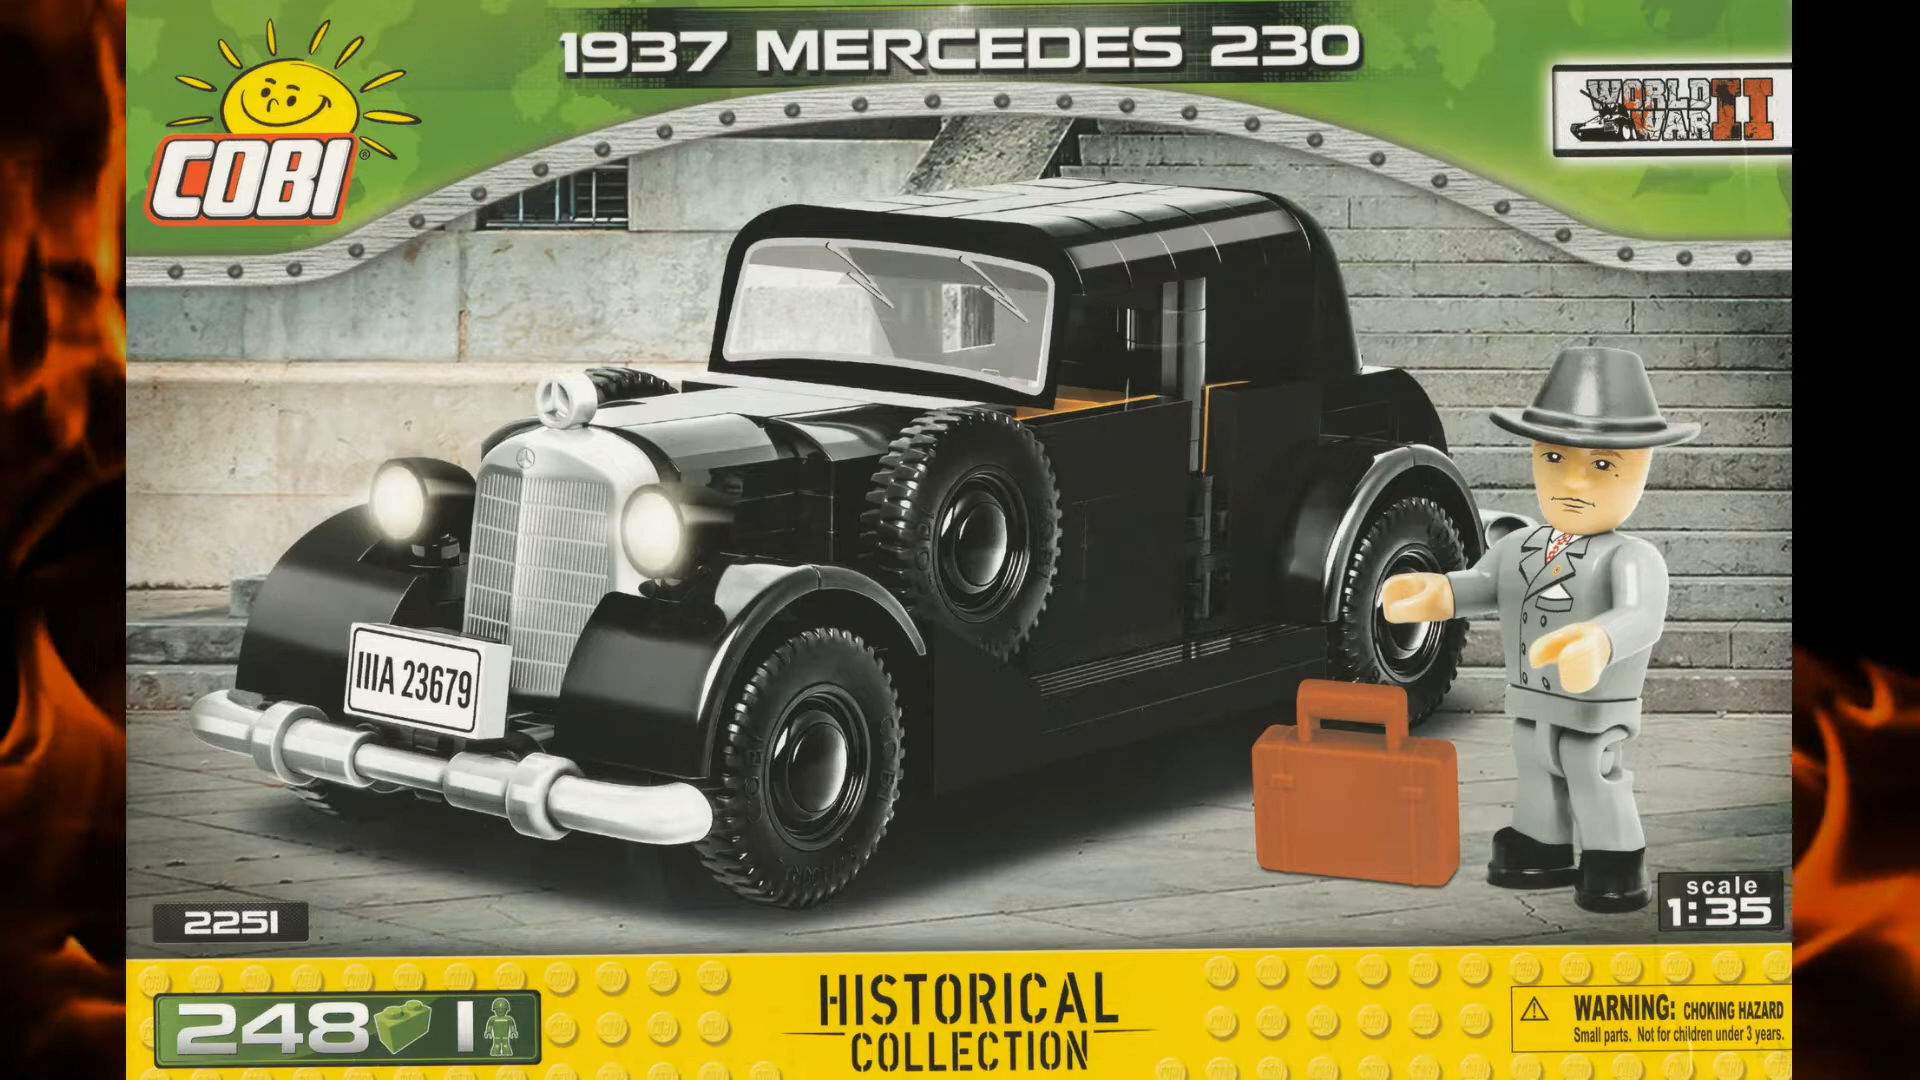 1937 MERCEDES 230
COBI®
WORLD
WAR II
IIIA 23679
2251
scale
1:35
248 1
HISTORICAL
COLLECTION
WARNING: CHOKING HAZARD
Small parts. Not for children under 3 years.